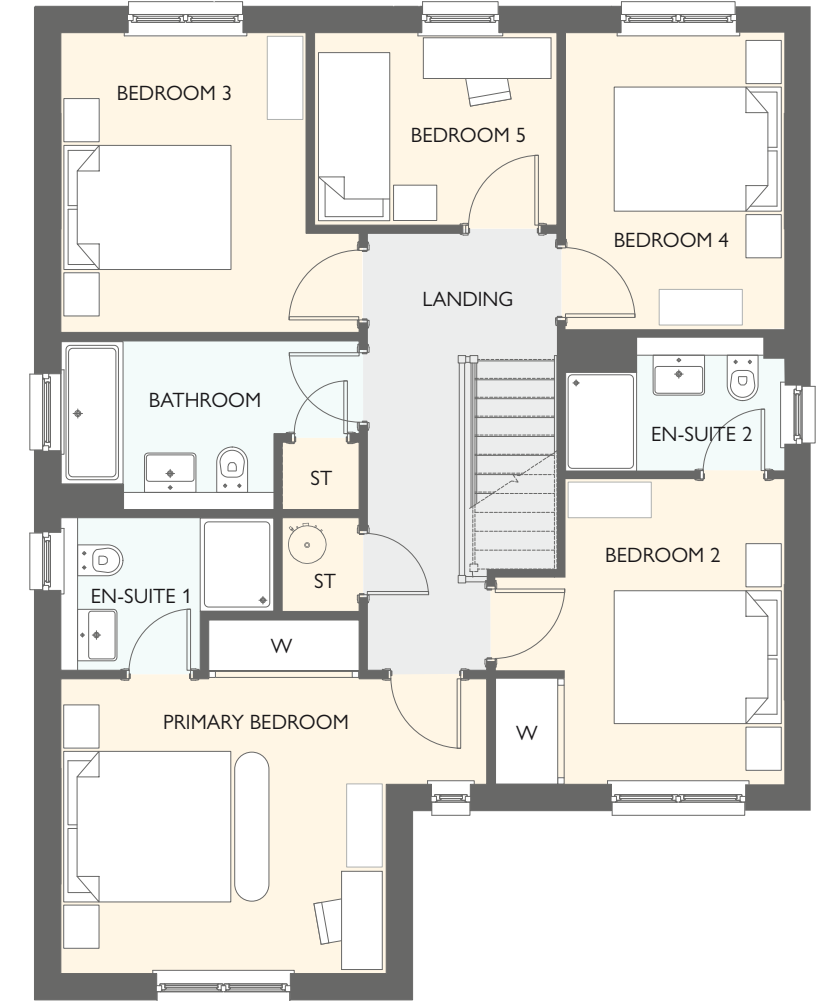 BEDROOM 3
BEDROOM 5
BEDROOM 4
LANDING
BATHROOM
EN-SUITE 2
ST
BEDROOM 2
ST
EN-SUITE 1
W
PRIMARY BEDROOM
W